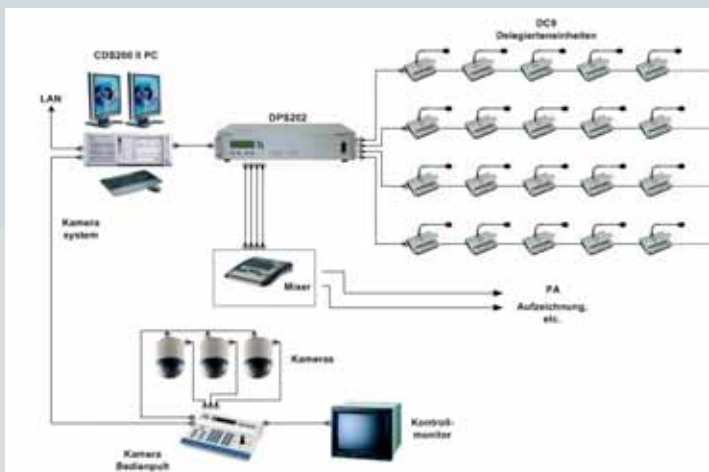 DC9
Delegierteneinheiten
CDS200 II PC
LAN
DPS202
Kamera
system
Mixer
PA
Aufzeichnung,
etc.
Kameras
Kontroll-
monitor
Kamera
Bedienpult